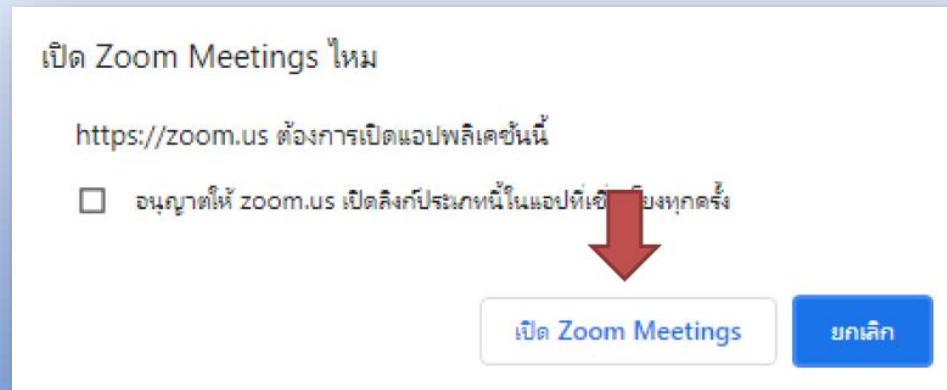 เปิด Zoom Meetings ไหม
https://zoom.us ต้องการเปิดแอปพลิเคชันนี้
อนุญาตให้ zoom.us เปิดลิงก์ประเภทนี้ในแอปที่ ทุกครั้ง
เปิด Zoom Meetings
ยกเลิก